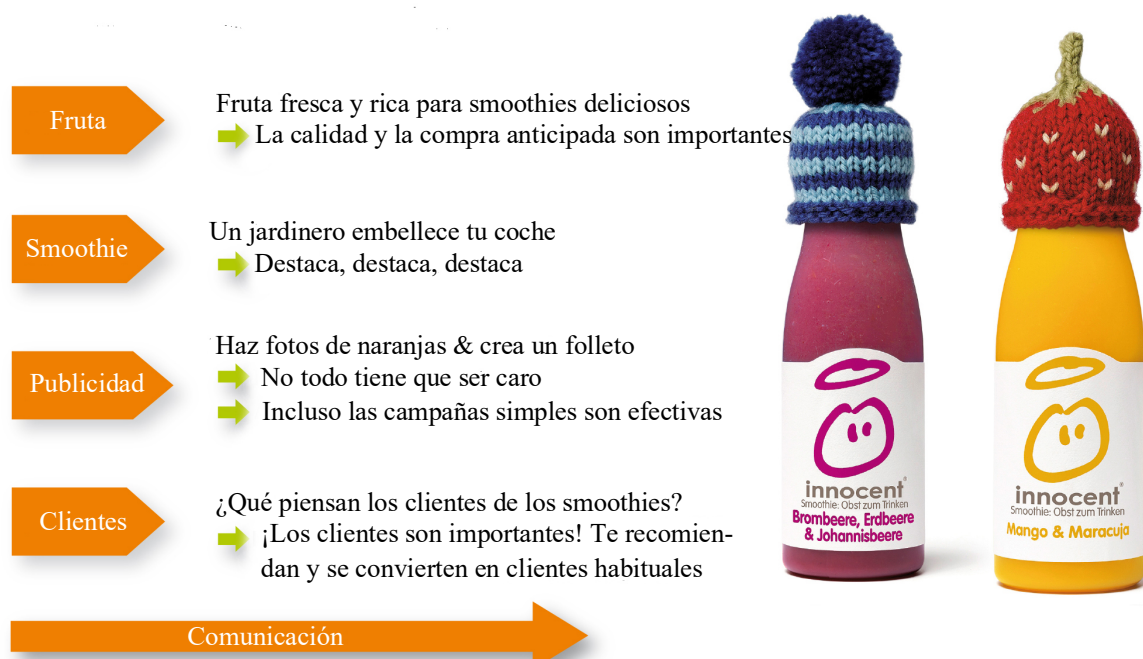 Fruta
Fruta fresca y rica para smoothies deliciosos
La calidad y la compra anticipada son importantes
Smoothie
Un jardinero embellece tu coche
Destaca, destaca, destaca
Publicidad
Haz fotos de naranjas & crea un folleto
No todo tiene que ser caro
Incluso las campañas simples son efectivas
Clientes
¿Qué piensan los clientes de los smoothies?
¡Los clientes son importantes! Te recomien-
dan y se convierten en clientes habituales
Comunicación
innocent®
Smoothie: Obst zum Trinken
Brombeere, Erdbeere
& Johannisbeere
innocent®
Smoothie: Obst zum Trinken
Mango & Maracuja